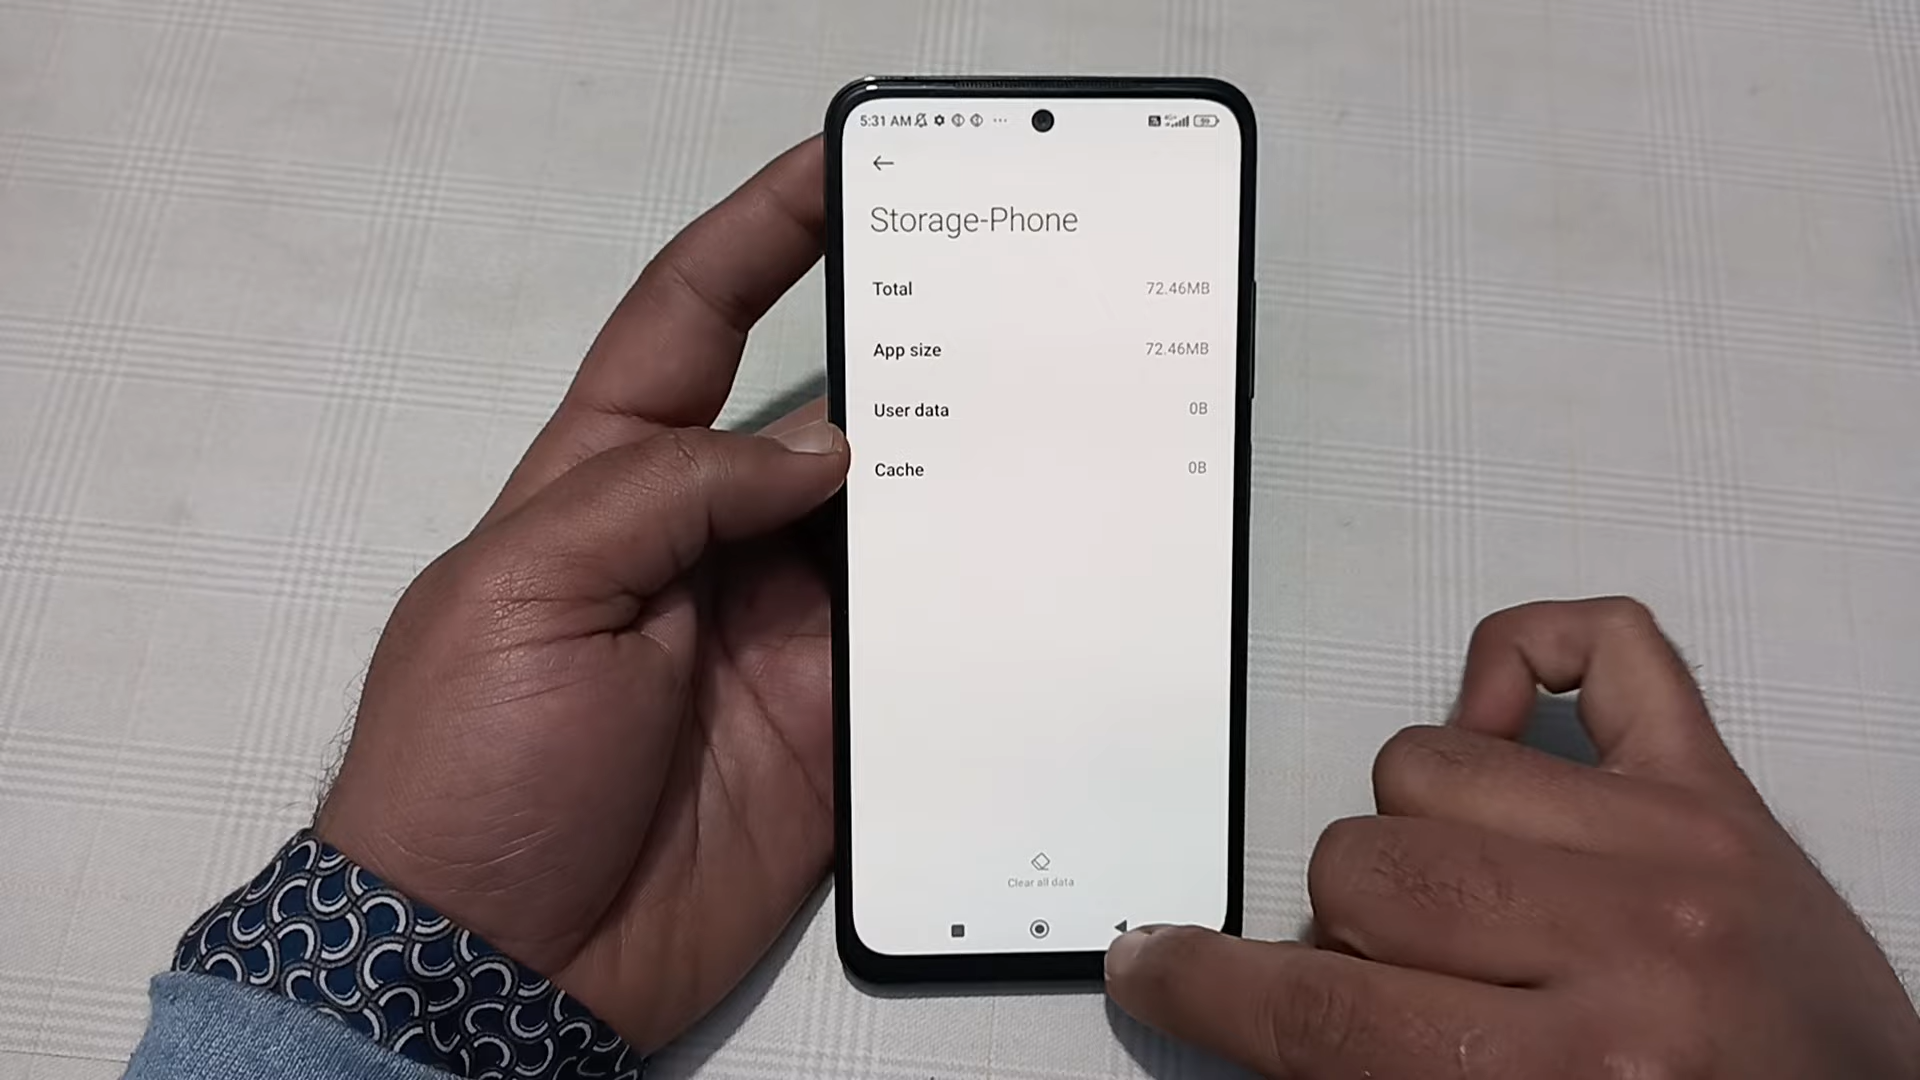 5:31 AM
Storage-Phone
Total 72.46MB
App size 72.46MB
User data 0B
Cache 0B
Clear all data